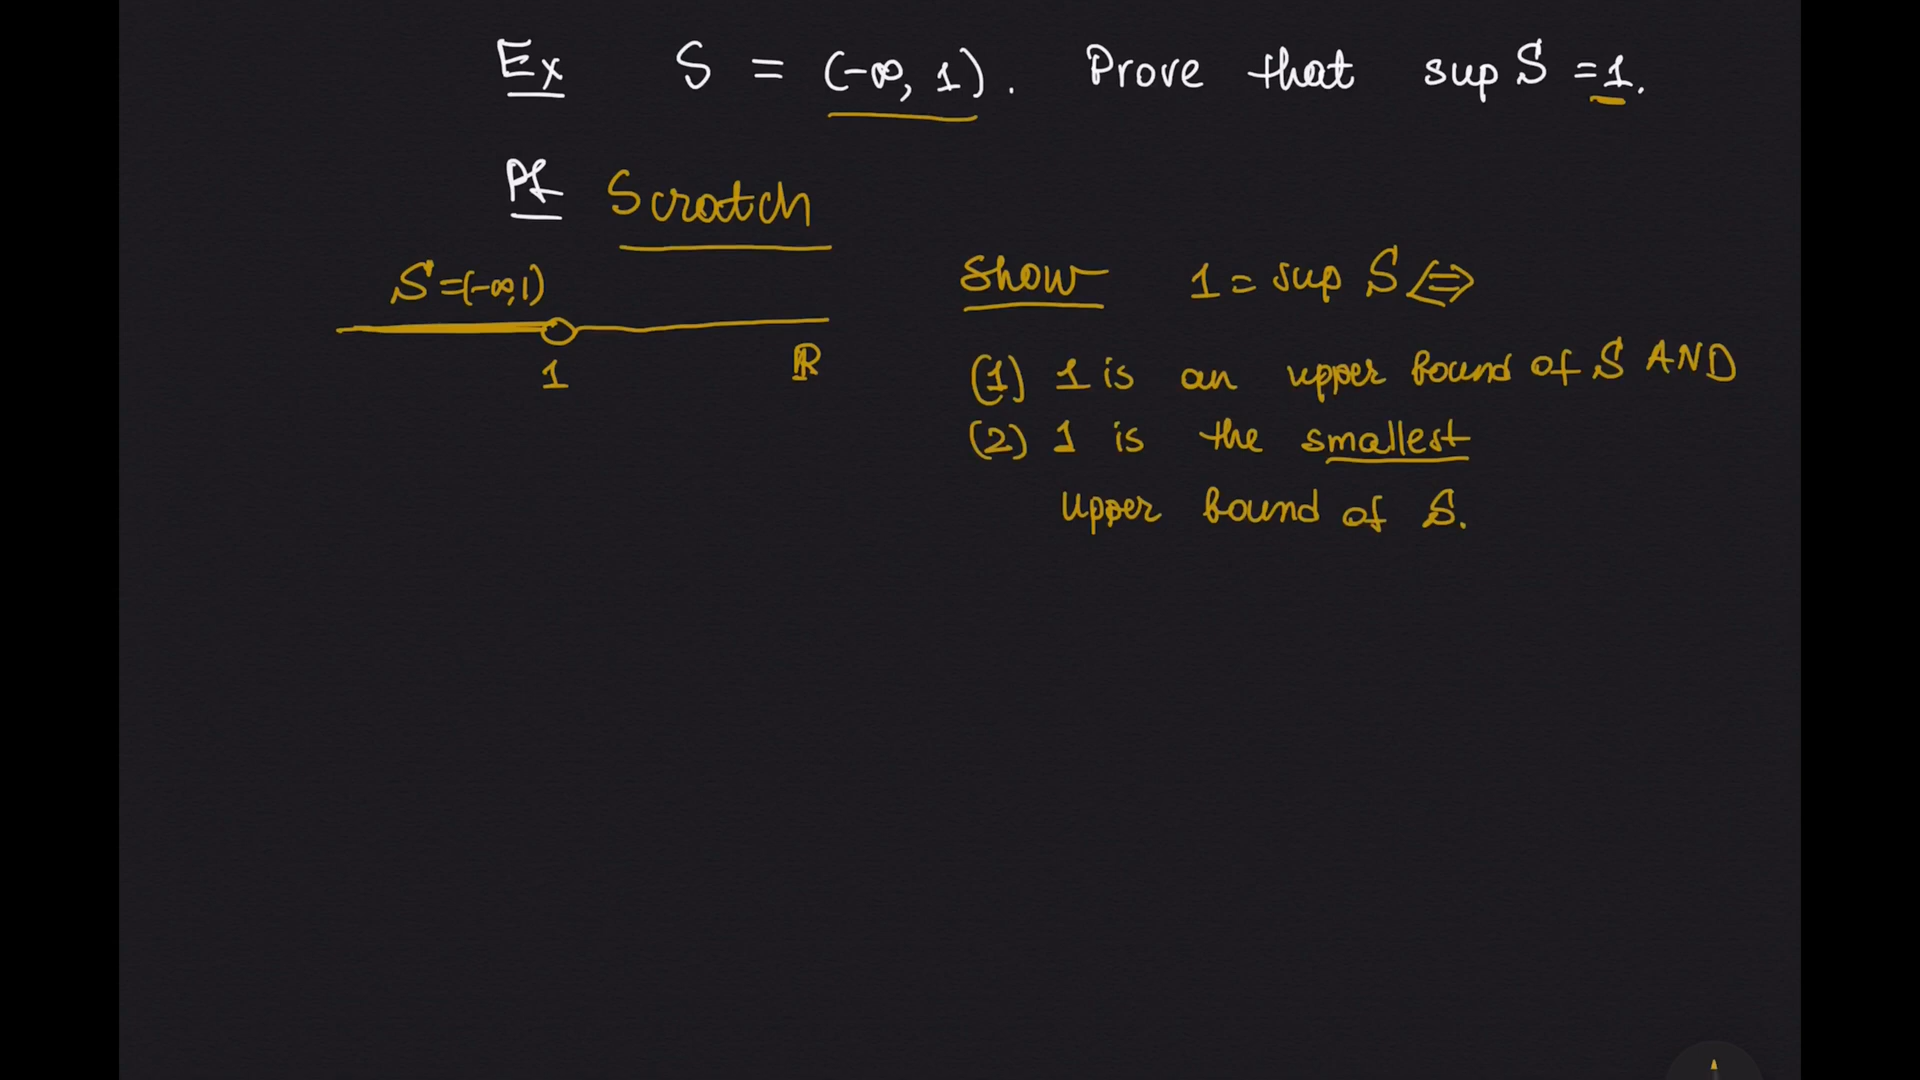 Ex S = (-∞, 1). Prove that sup S = 1.
Pf Scratch
S=(-∞,1)
1 ℝ
Show 1 = sup S ⇔
(1) 1 is an upper bound of S AND
(2) 1 is the smallest
upper bound of S.